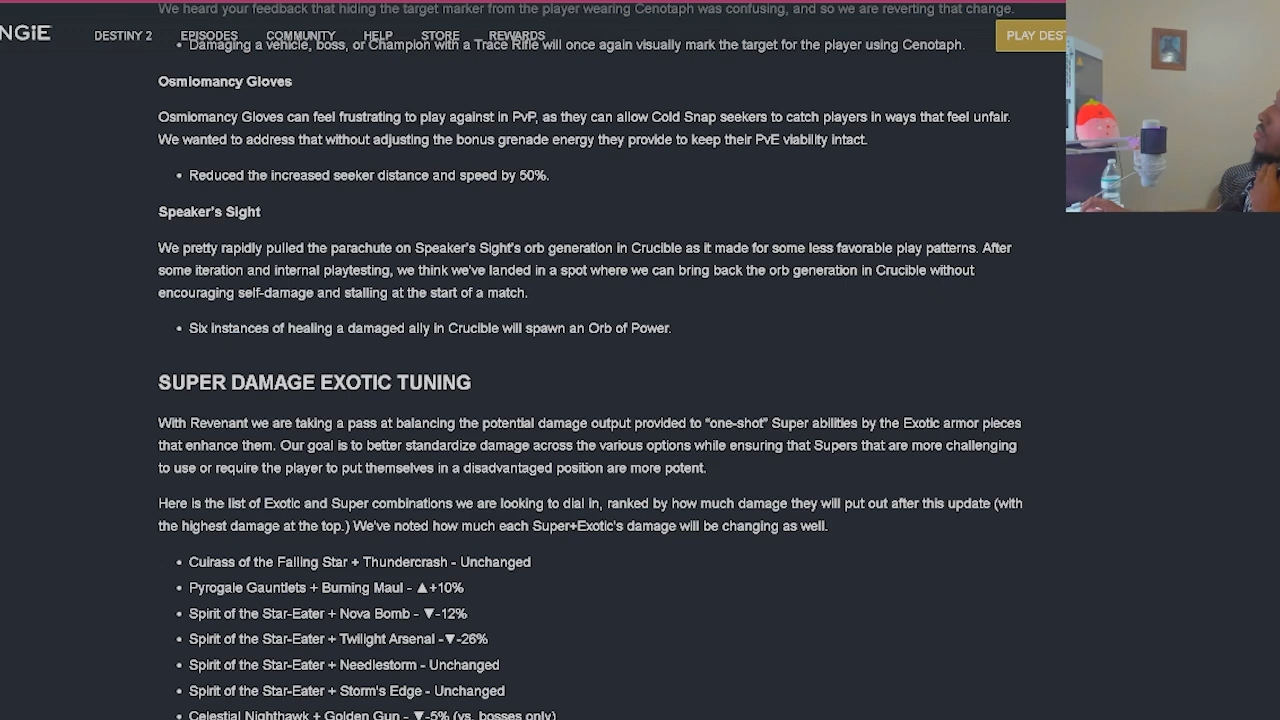 We heard your feedback that hiding the target marker from the player wearing Cenotaph was confusing, and so we are reverting that change.
NGiE DESTINY 2 EPISODES COMMUNITY HELP STORE REWARDS PLAY DEST
• Damaging a vehicle, boss, or Champion with a Trace Rifle will once again visually mark the target for the player using Cenotaph.
Osmiomancy Gloves
Osmiomancy Gloves can feel frustrating to play against in PvP, as they can allow Cold Snap seekers to catch players in ways that feel unfair.
We wanted to address that without adjusting the bonus grenade energy they provide to keep their PvE viability intact.
• Reduced the increased seeker distance and speed by 50%.
Speaker's Sight
We pretty rapidly pulled the parachute on Speaker's Sight's orb generation in Crucible as it made for some less favorable play patterns. After
some iteration and internal playtesting, we think we've landed in a spot where we can bring back the orb generation in Crucible without
encouraging self-damage and stalling at the start of a match.
• Six instances of healing a damaged ally in Crucible will spawn an Orb of Power.
SUPER DAMAGE EXOTIC TUNING
With Revenant we are taking a pass at balancing the potential damage output provided to “one-shot” Super abilities by the Exotic armor pieces
that enhance them. Our goal is to better standardize damage across the various options while ensuring that Supers that are more challenging
to use or require the player to put themselves in a disadvantaged position are more potent.
Here is the list of Exotic and Super combinations we are looking to dial in, ranked by how much damage they will put out after this update (with
the highest damage at the top.) We've noted how much each Super+Exotic's damage will be changing as well.
• Cuirass of the Falling Star + Thundercrash - Unchanged
• Pyrogale Gauntlets + Burning Maul - ▲+10%
• Spirit of the Star-Eater + Nova Bomb - ▼-12%
• Spirit of the Star-Eater + Twilight Arsenal -▼-26%
• Spirit of the Star-Eater + Needlestorm - Unchanged
• Spirit of the Star-Eater + Storm's Edge - Unchanged
• Celestial Nighthawk + Golden Gun - ▼-5% (vs. bosses only)